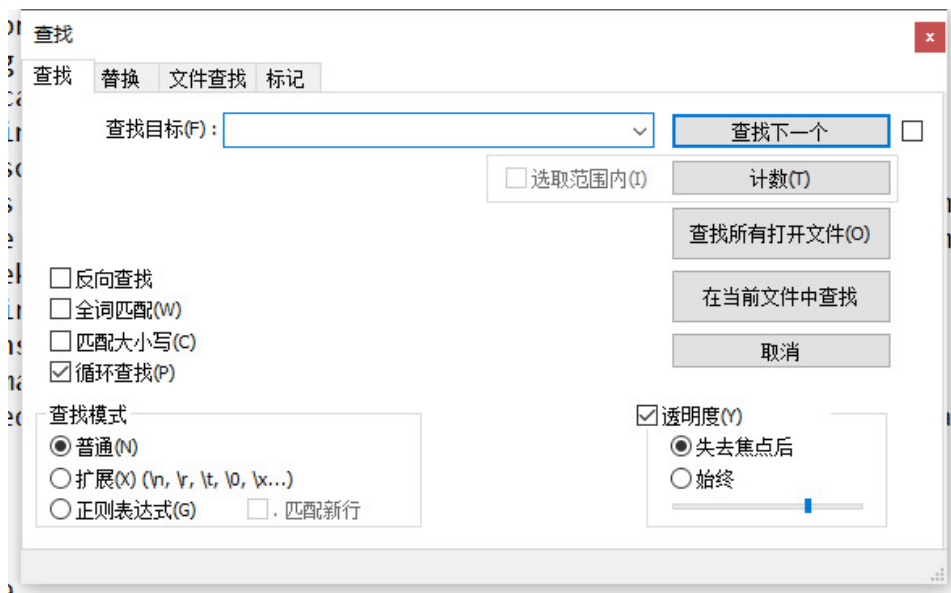 查找
查找 替换 文件查找 标记
查找目标(F)： 查找下一个
选取范围内(I) 计数(T)
查找所有打开文件(O)
反向查找
在当前文件中查找
全词匹配(W)
匹配大小写(C)
取消
循环查找(P)
查找模式 透明度(Y)
普通(N) 失去焦点后
扩展(X) (\n, \r, \t, \0, \x...) 始终
正则表达式(G) . 匹配新行